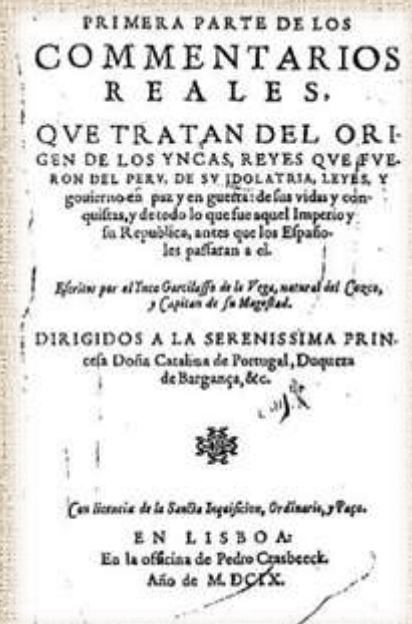 PRIMERA PARTE DE LOS
COMMENTARIOS
REALES,
QVE TRATAN DEL ORI-
GEN DE LOS YNCAS, REYES QVE FVE-
RON DEL PERV, DE SV IDOLATRIA, LEYES, Y
gouierno en paz y en guerra: de sus vidas y con-
quistas, y de todo lo que fue aquel Imperio y
su Republica, antes que los Españo-
les passaran a el.
Escritos por el Ynca Garcilasso de la Vega, natural del Cozco,
y Capitan de su Magestad.
DIRIGIDOS A LA SERENISSIMA PRIN-
cesa Doña Catalina de Portugal, Duqueza
de Bargança, &c.
Con licencia de la Sancta Inquisicion, Ordinario, y Paço.
EN LISBOA:
En la officina de Pedro Crasbeeck.
Año de M. DCIX.